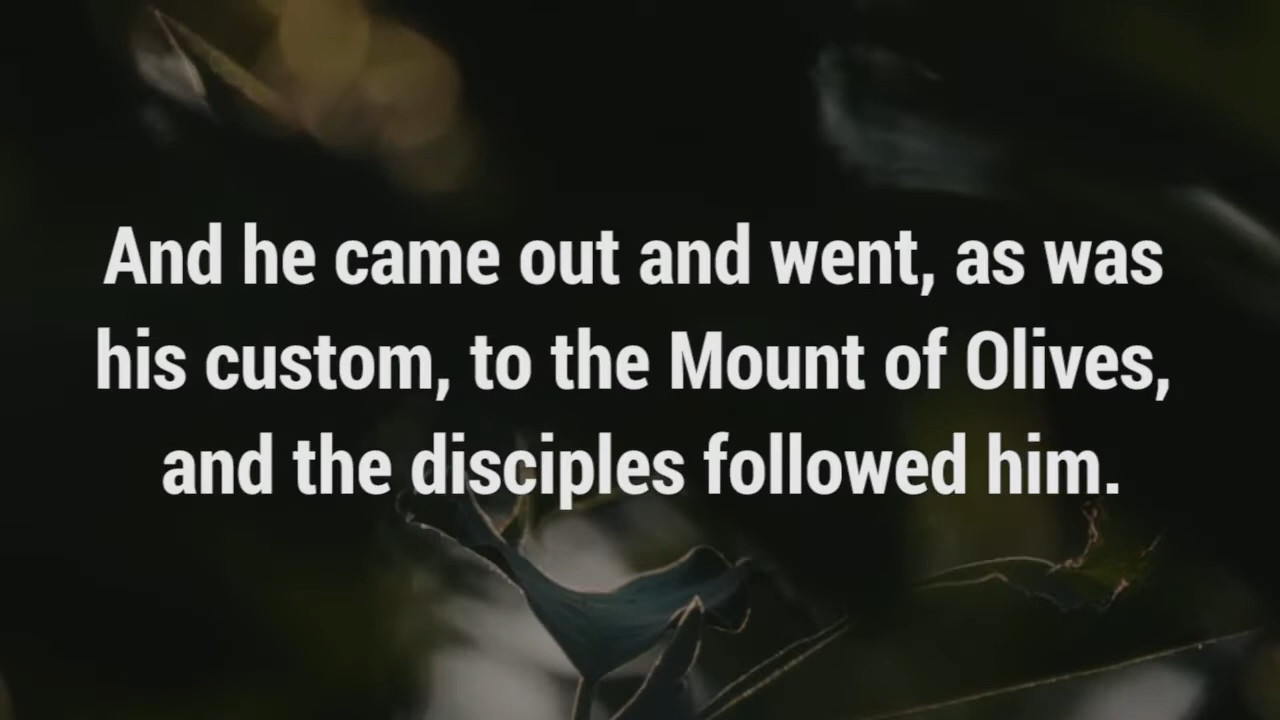 And he came out and went, as was
his custom, to the Mount of Olives,
and the disciples followed him.